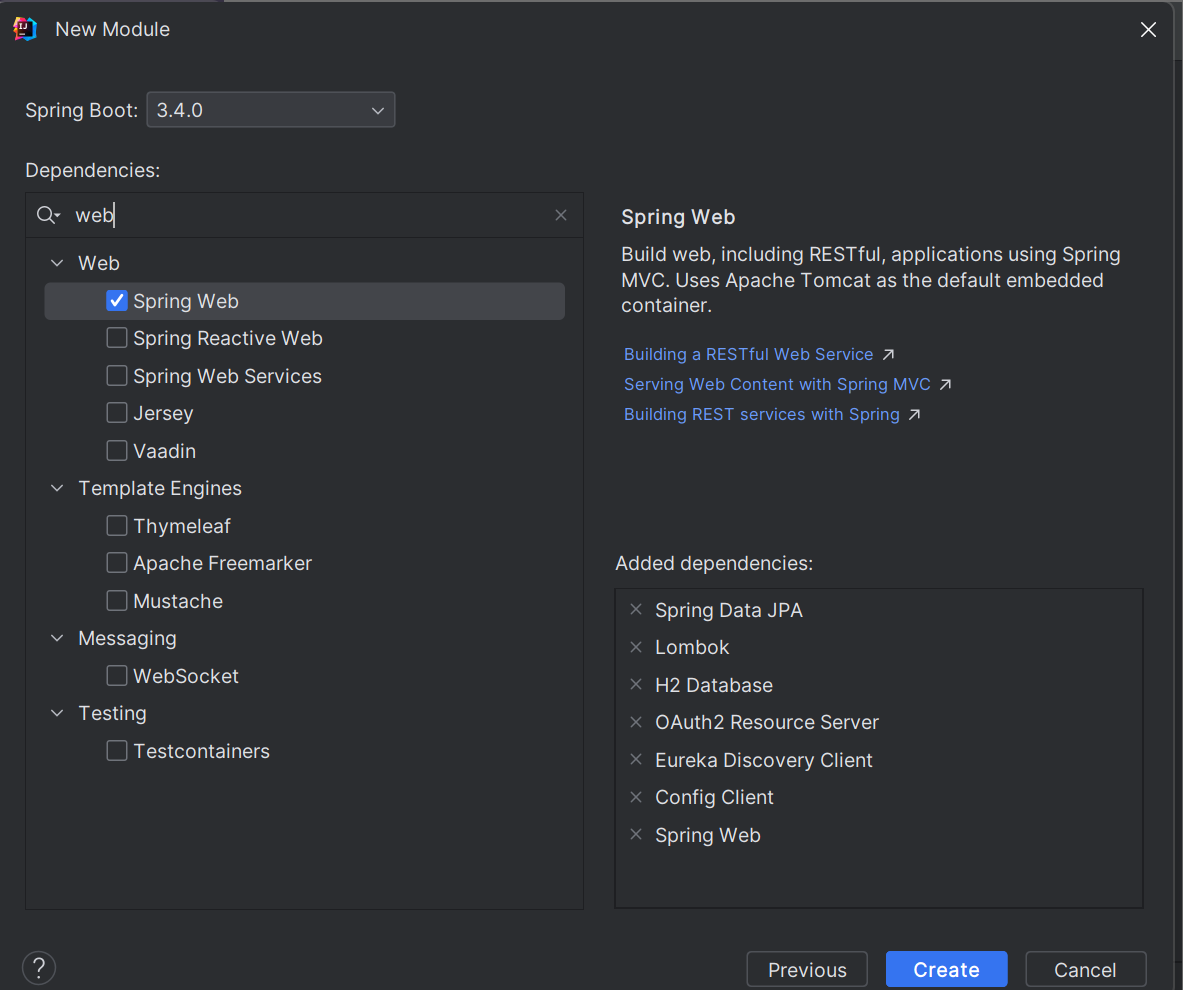 New Module
Spring Boot: 3.4.0
Dependencies:
web
Web
Spring Web
Spring Reactive Web
Spring Web Services
Jersey
Vaadin
Template Engines
Thymeleaf
Apache Freemarker
Mustache
Messaging
WebSocket
Testing
Testcontainers
Spring Web
Build web, including RESTful, applications using Spring
MVC. Uses Apache Tomcat as the default embedded
container.
Building a RESTful Web Service
Serving Web Content with Spring MVC
Building REST services with Spring
Added dependencies:
Spring Data JPA
Lombok
H2 Database
OAuth2 Resource Server
Eureka Discovery Client
Config Client
Spring Web
? Previous Create Cancel